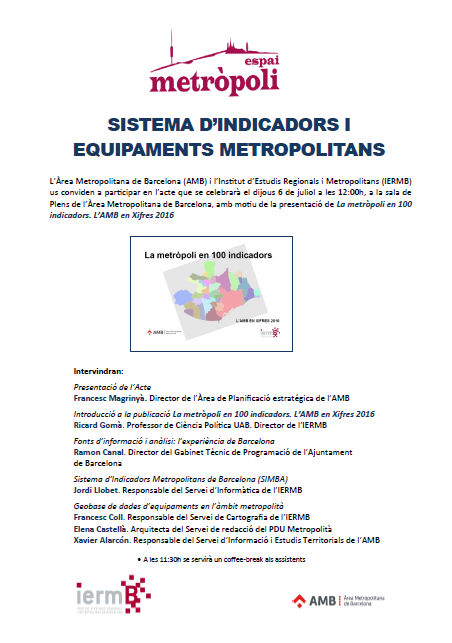 espai
metròpoli
SISTEMA D'INDICADORS I
EQUIPAMENTS METROPOLITANS
L'Àrea Metropolitana de Barcelona (AMB) i l'Institut d'Estudis Regionals i Metropolitans (IERMB)
us conviden a participar en l'acte que se celebrarà el dijous 6 de juliol a les 12:00h, a la sala de
Plens de l'Àrea Metropolitana de Barcelona, amb motiu de la presentació de La metròpoli en 100
indicadors. L'AMB en Xifres 2016
La metròpoli en 100 indicadors
L'AMB EN XIFRES 2016
AMB
iermB
Intervindran:
Presentació de l'Acte
Francesc Magrinyà. Director de l'Àrea de Planificació estratégica de l'AMB
Introducció a la publicació La metròpoli en 100 indicadors. L'AMB en Xifres 2016
Ricard Gomà. Professor de Ciència Política UAB. Director de l'IERMB
Fonts d'informació i anàlisi: l'experiència de Barcelona
Ramon Canal. Director del Gabinet Tècnic de Programació de l'Ajuntament
de Barcelona
Sistema d'Indicadors Metropolitans de Barcelona (SIMBA)
Jordi Llobet. Responsable del Servei d'Informàtica de l'IERMB
Geobase de dades d'equipaments en l'àmbit metropolità
Francesc Coll. Responsable del Servei de Cartografia de l'IERMB
Elena Castellà. Arquitecta del Servei de redacció del PDU Metropolità
Xavier Alarcón. Responsable del Servei d'Informació i Estudis Territorials de l'AMB
• A les 11:30h se servirà un coffee-break als assistents
iermB
AMB
Àrea Metropolitana
de Barcelona